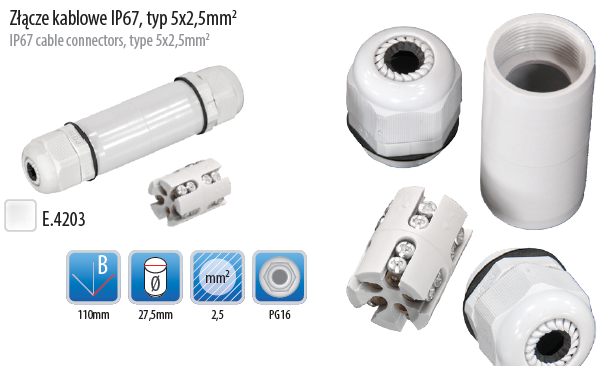 Złącze kablowe IP67, typ 5x2,5mm²
IP67 cable connectors, type 5x2,5mm²
E.4203
B
Ø
mm²
110mm
27,5mm
2,5
PG16